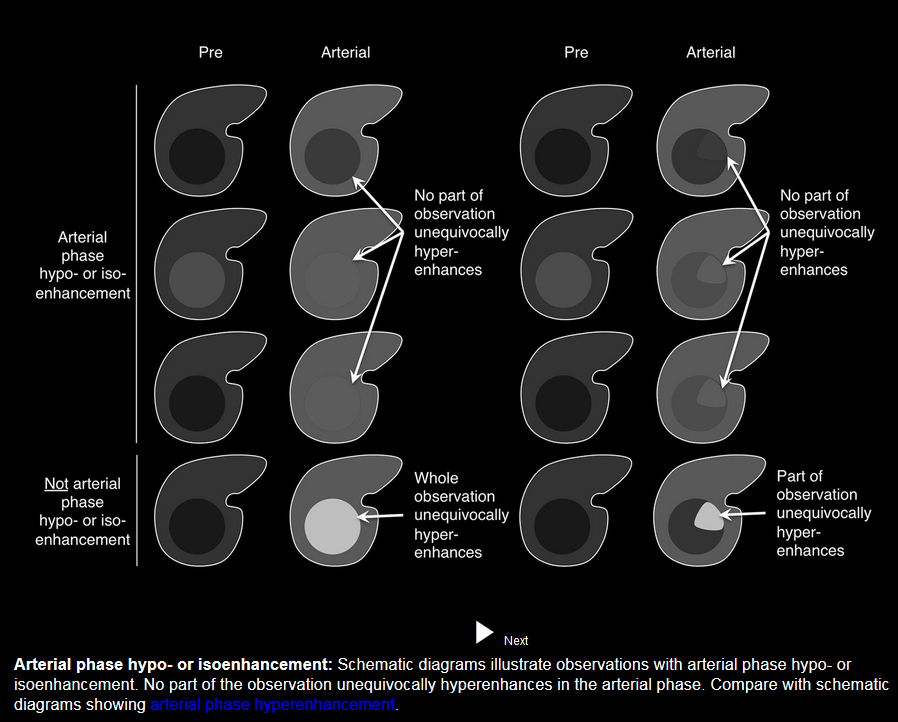 Pre
Arterial
Pre
Arterial
Arterial
phase
hypo- or iso-
enhancement
No part of
observation
unequivocally
hyper-
enhances
No part of
observation
unequivocally
hyper-
enhances
Not arterial
phase
hypo- or iso-
enhancement
Whole
observation
unequivocally
hyper-
enhances
Part of
observation
unequivocally
hyper-
enhances
Next
Arterial phase hypo- or isoenhancement: Schematic diagrams illustrate observations with arterial phase hypo- or
isoenhancement. No part of the observation unequivocally hyperenhances in the arterial phase. Compare with schematic
diagrams showing arterial phase hyperenhancement.